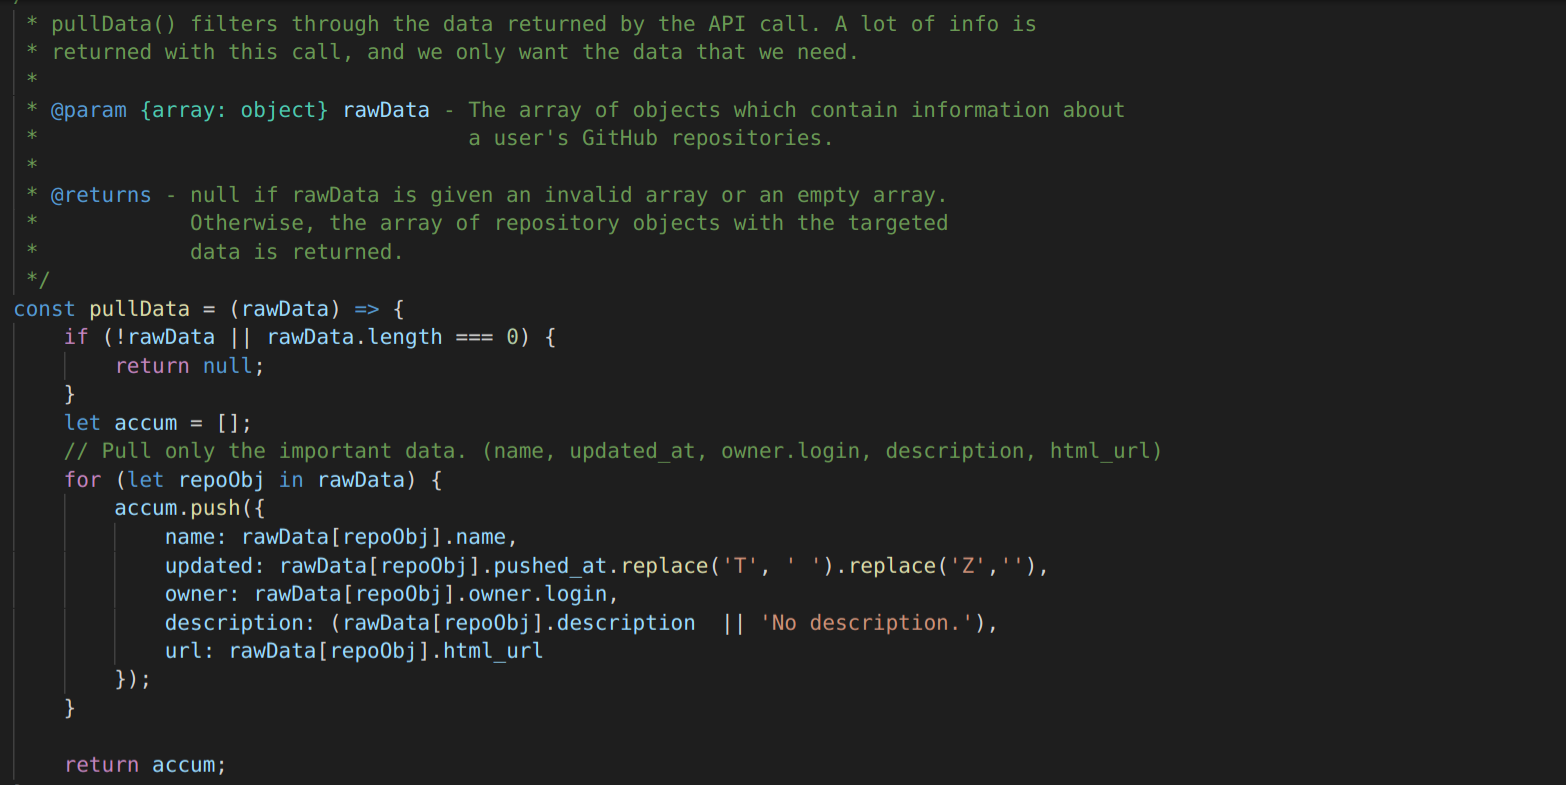 * pullData() filters through the data returned by the API call. A lot of info is
* returned with this call, and we only want the data that we need.
*
* @param {array: object} rawData - The array of objects which contain information about
*                                  a user's GitHub repositories.
*
* @returns - null if rawData is given an invalid array or an empty array.
*            Otherwise, the array of repository objects with the targeted
*            data is returned.
*/
const pullData = (rawData) => {
    if (!rawData || rawData.length === 0) {
        return null;
    }
    let accum = [];
    // Pull only the important data. (name, updated_at, owner.login, description, html_url)
    for (let repoObj in rawData) {
        accum.push({
            name: rawData[repoObj].name,
            updated: rawData[repoObj].pushed_at.replace('T', ' ').replace('Z',''),
            owner: rawData[repoObj].owner.login,
            description: (rawData[repoObj].description  || 'No description.'),
            url: rawData[repoObj].html_url
        });
    }

    return accum;